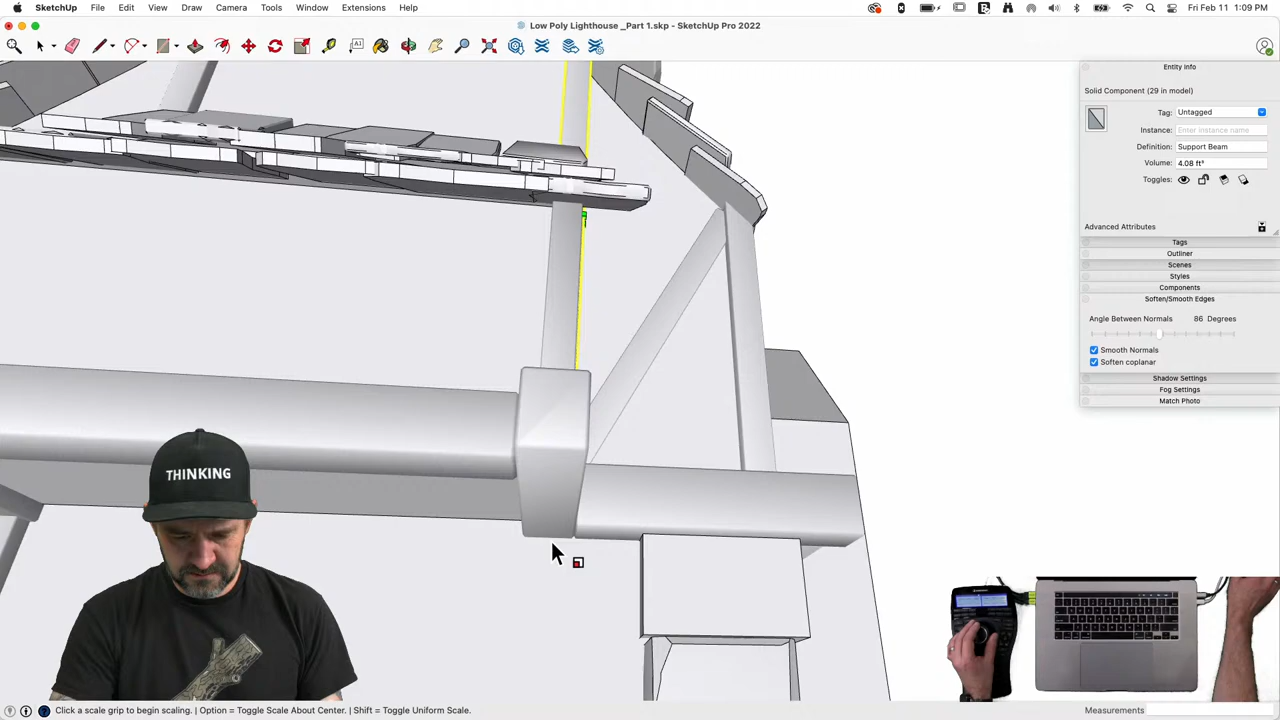 SketchUp File Edit View Draw Camera Tools Window Extensions Help
Fri Feb 11 1:09 PM
Low Poly Lighthouse _Part 1.skp - SketchUp Pro 2022
Entity Info
Solid Component (29 in model)
Tag: Untagged
Instance: Enter instance name
Definition: Support Beam
Volume: 4.08 ft³
Toggles:
Advanced Attributes
Tags
Outliner
Scenes
Styles
Components
Soften/Smooth Edges
Angle Between Normals 86 Degrees
Smooth Normals
Soften coplanar
Shadow Settings
Fog Settings
Match Photo
THINKING
Click a scale grip to begin scaling. | Option = Toggle Scale About Center. | Shift = Toggle Uniform Scale.
Measurements